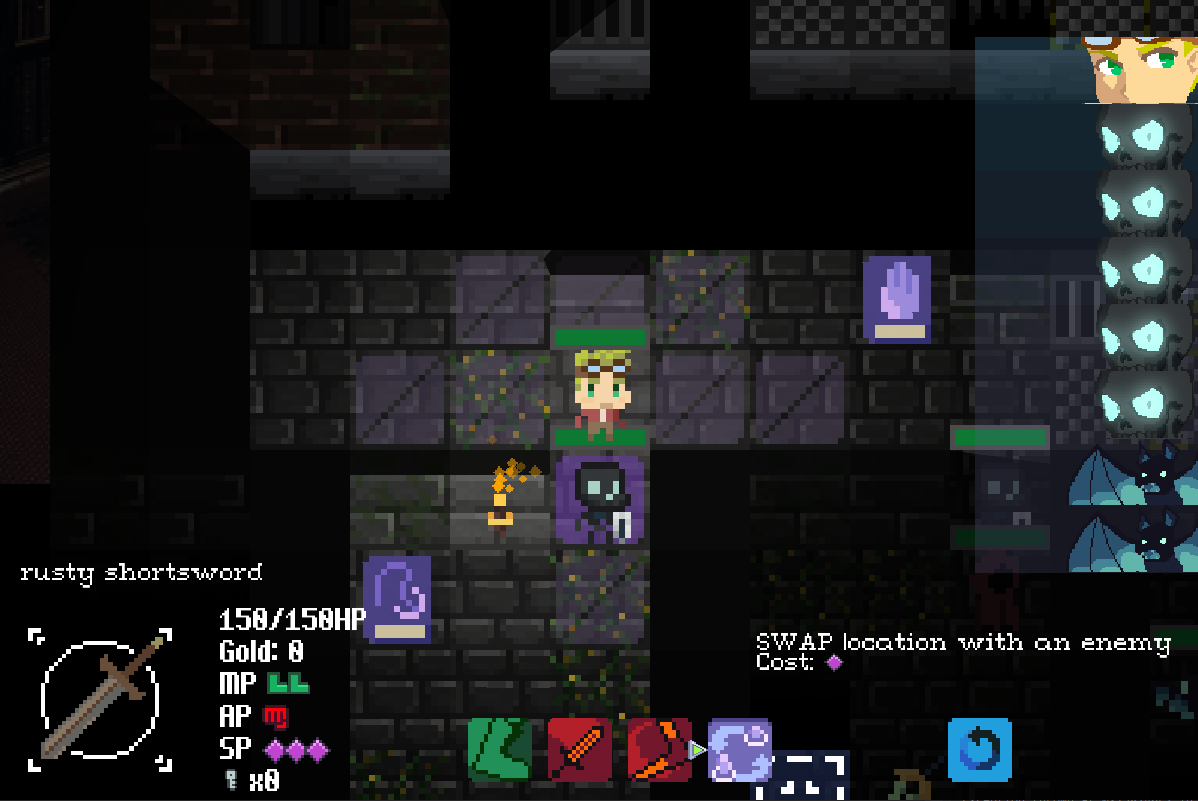 rusty shortsword
150/150HP
Gold: 0
MP
AP
SP
x0
SWAP location with an enemy
Cost: